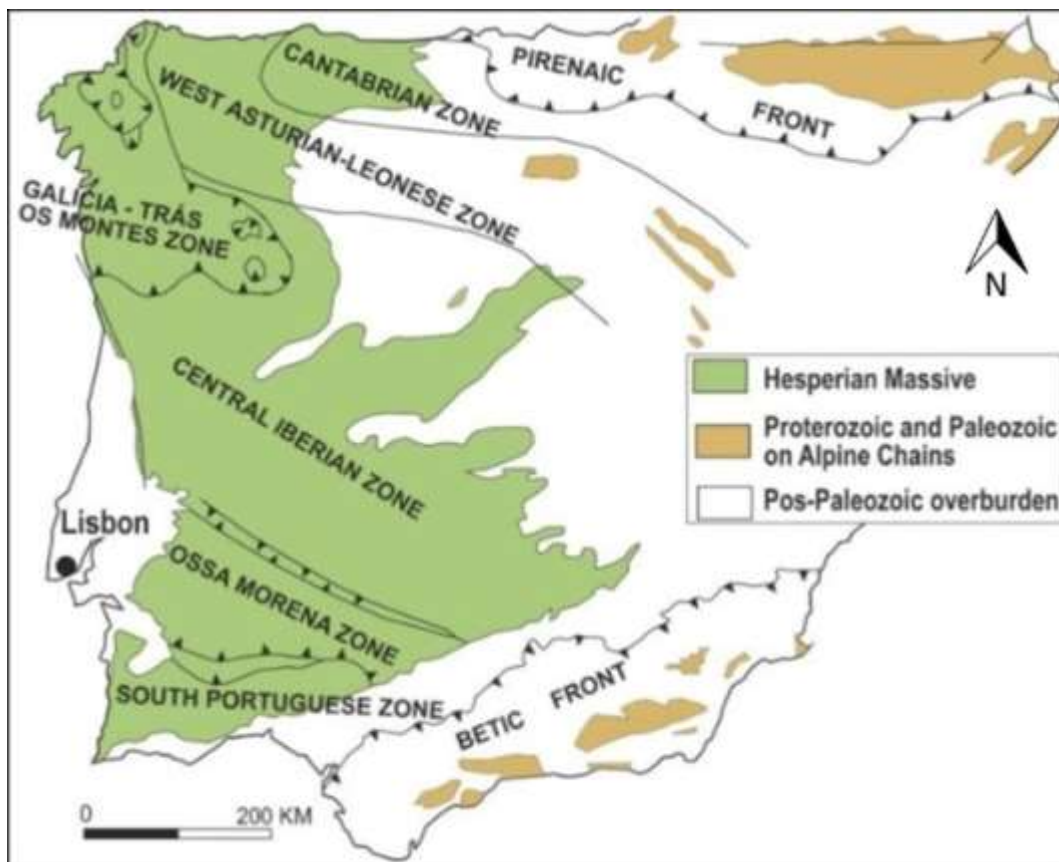 PIRENAIC
FRONT
CANTABRIAN ZONE
WEST ASTURIAN-LEONESE ZONE
GALÍCIA - TRÁS
OS MONTES ZONE
N
CENTRAL IBERIAN ZONE
Hesperian Massive
Proterozoic and Paleozoic
on Alpine Chains
Pos-Paleozoic overburden
Lisbon
OSSA MORENA ZONE
SOUTH PORTUGUESE ZONE
BETIC
FRONT
0 200 KM